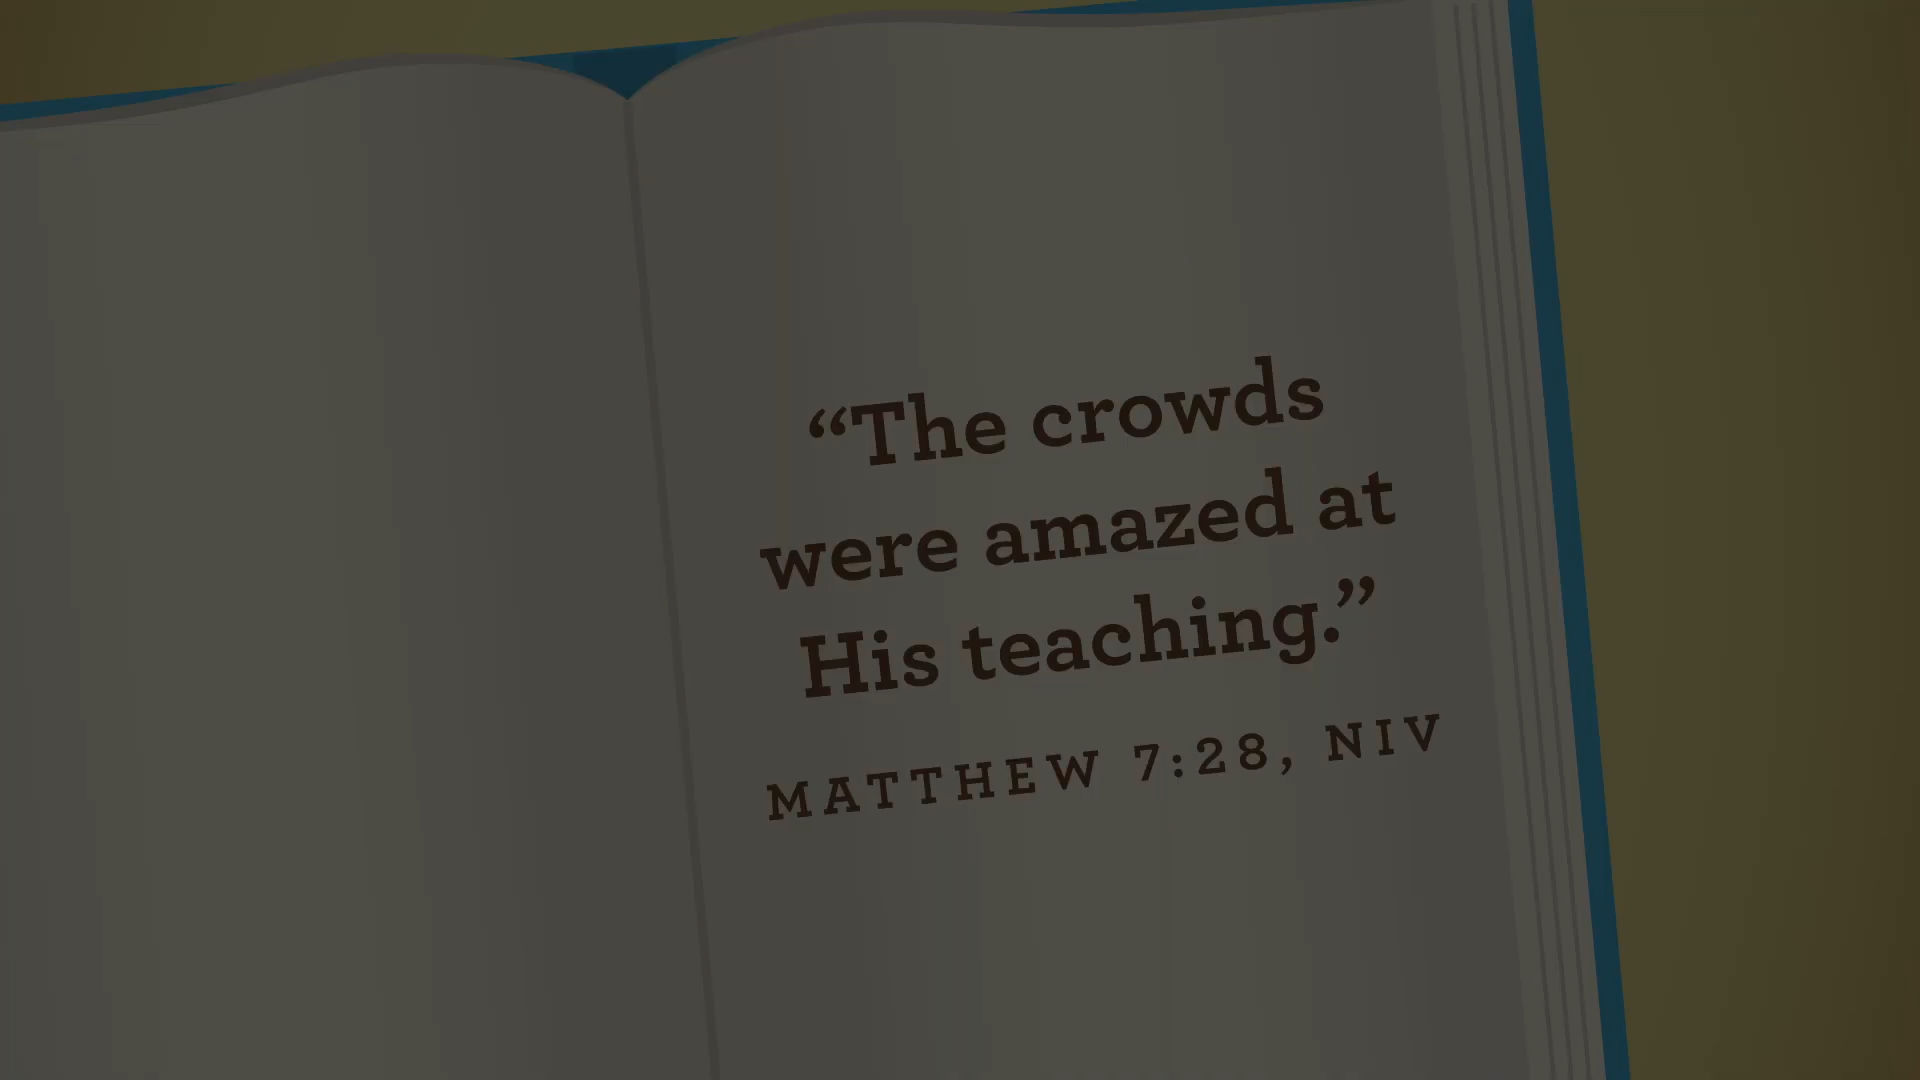 “The crowds
were amazed at
His teaching.”
MATTHEW 7:28, NIV